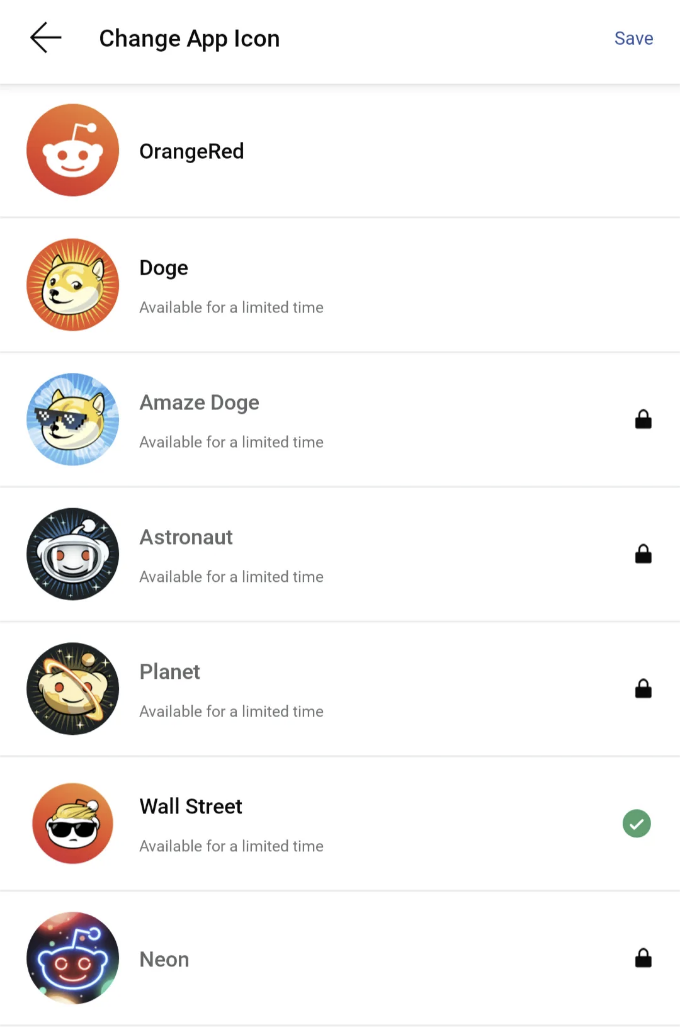 Change App Icon
Save
OrangeRed
Doge
Available for a limited time
Amaze Doge
Available for a limited time
Astronaut
Available for a limited time
Planet
Available for a limited time
Wall Street
Available for a limited time
Neon